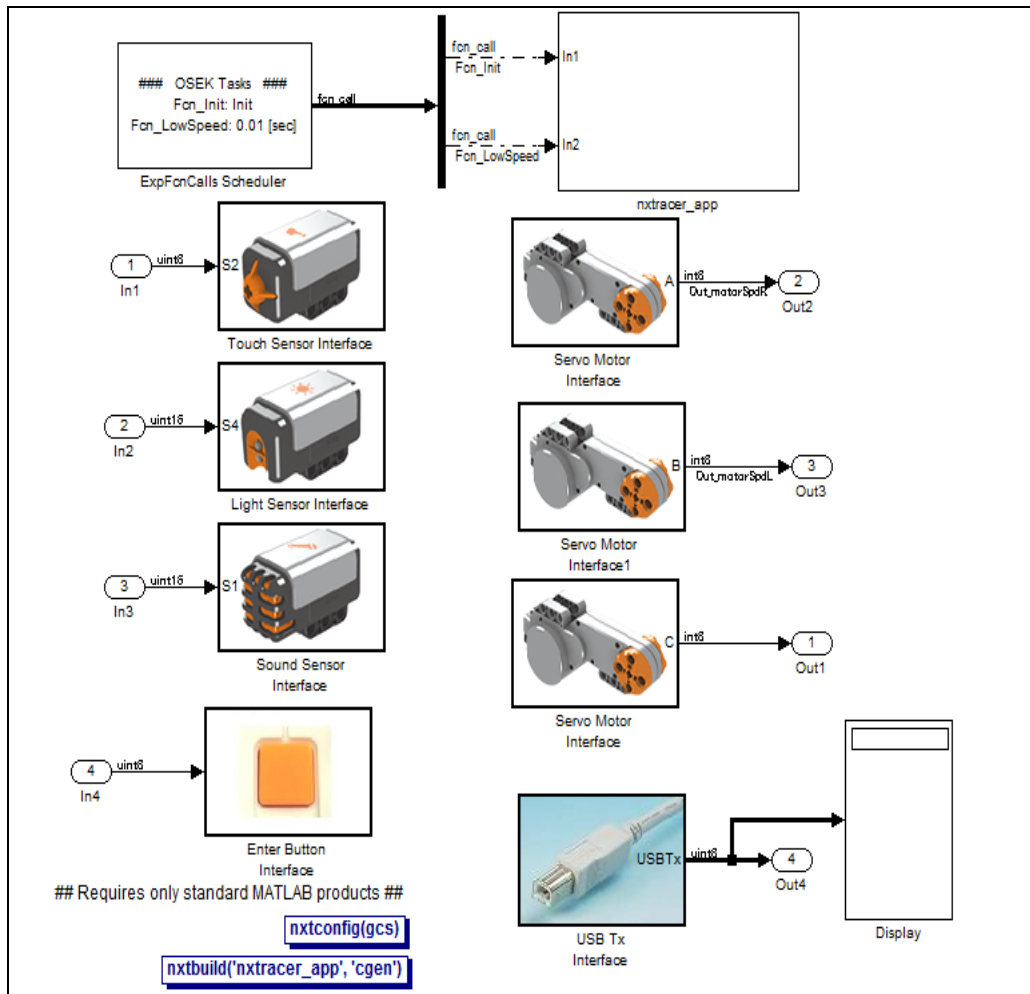 ### OSEK Tasks ###
Fcn_Init: Init
Fcn_LowSpeed: 0.01 [sec]
ExpFcnCalls Scheduler
fcn_call
fcn_call
Fcn_Init
fcn_call
Fcn_LowSpeed
In1
In2
nxtracer_app
1
In1
uint8
S2
Touch Sensor Interface
A
int8
Out_motorSpdR
2
Out2
Servo Motor
Interface
2
In2
uint16
S4
Light Sensor Interface
B
int8
Out_motorSpdL
3
Out3
Servo Motor
Interface1
3
In3
uint16
S1
Sound Sensor
Interface
C
int8
1
Out1
Servo Motor
Interface
4
In4
uint8
Enter Button
Interface
USBTx
uint8
4
Out4
USB Tx
Interface
Display
## Requires only standard MATLAB products ##
nxtconfig(gcs)
nxtbuild('nxtracer_app', 'cgen')